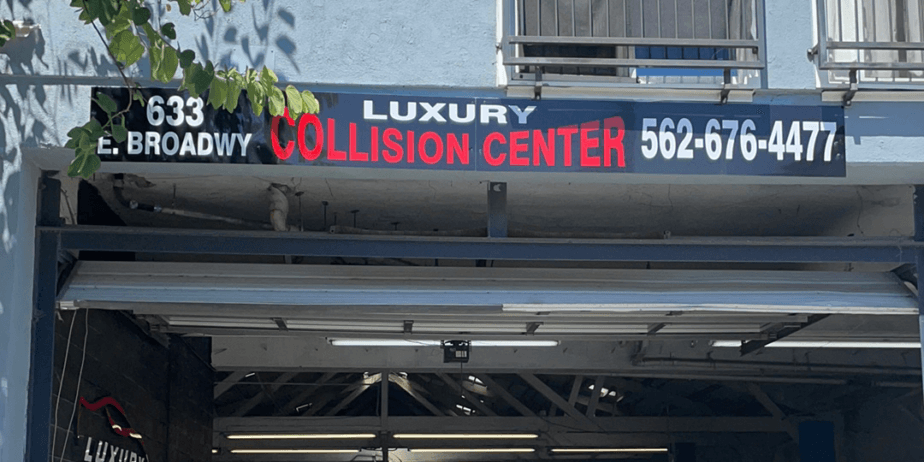 633
E. BROADWY
LUXURY
COLLISION CENTER
562-676-4477
LUXURY